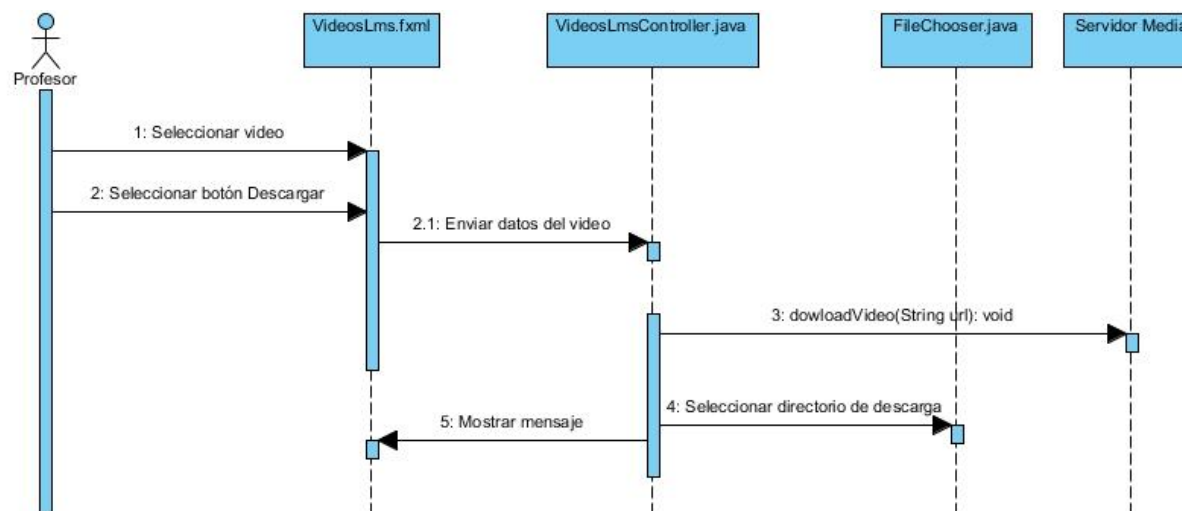 VideosLms.fxml
VideosLmsController.java
FileChooser.java
Servidor Media
Profesor
1: Seleccionar video
2: Seleccionar botón Descargar
2.1: Enviar datos del video
3: dowloadVideo(String url): void
4: Seleccionar directorio de descarga
5: Mostrar mensaje